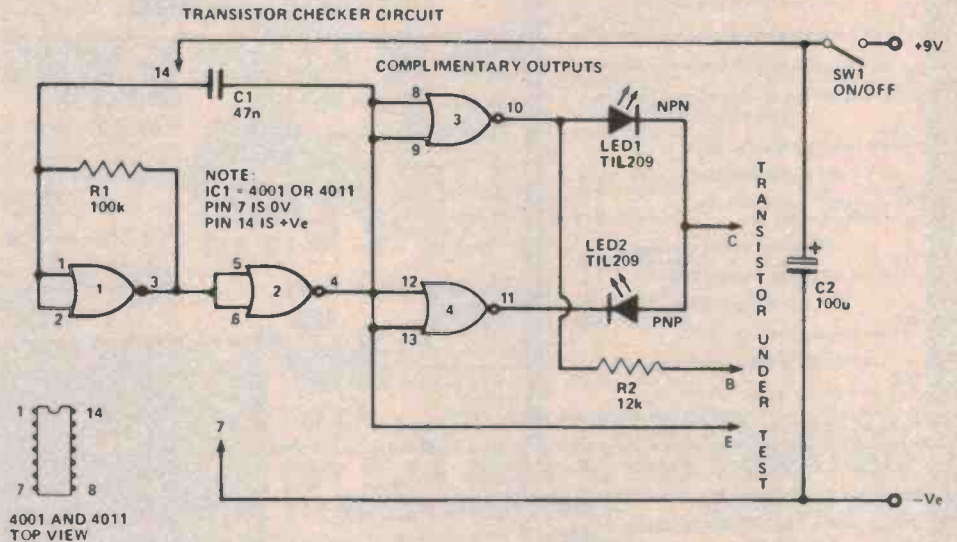 TRANSISTOR CHECKER CIRCUIT
+9V
SW1
ON/OFF
14
C1
47n
COMPLIMENTARY OUTPUTS
8
9
3
10
NPN
LED1
TIL209
R1
100k
NOTE:
IC1 = 4001 OR 4011
PIN 7 IS 0V
PIN 14 IS +Ve
1
2
1
3
5
6
2
4
12
13
4
11
LED2
TIL209
PNP
C
TRANSISTOR UNDER TEST
+
C2
100u
R2
12k
B
E
7
-Ve
1
14
7
8
4001 AND 4011
TOP VIEW